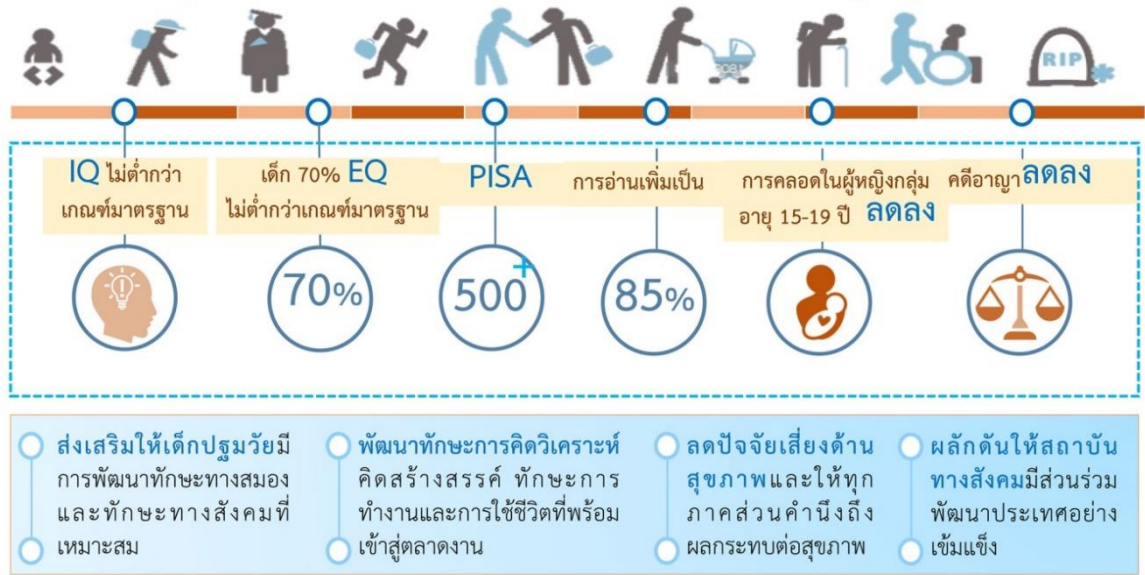 RIP
IQ ไม่ต่ำกว่า
เกณฑ์มาตรฐาน
เด็ก 70% EQ
ไม่ต่ำกว่าเกณฑ์มาตรฐาน
PISA
การอ่านเพิ่มเป็น
การคลอดในผู้หญิงกลุ่ม
อายุ 15-19 ปี ลดลง
คดีอาญาลดลง
70%
500+
85%
ส่งเสริมให้เด็กปฐมวัยมี
การพัฒนาทักษะทางสมอง
และทักษะทางสังคมที่
เหมาะสม
พัฒนาทักษะการคิดวิเคราะห์
คิดสร้างสรรค์ ทักษะการ
ทำงานและการใช้ชีวิตที่พร้อม
เข้าสู่ตลาดงาน
ลดปัจจัยเสี่ยงด้าน
สุขภาพและให้ทุก
ภาคส่วนคำนึงถึง
ผลกระทบต่อสุขภาพ
ผลักดันให้สถาบัน
ทางสังคมมีส่วนร่วม
พัฒนาประเทศอย่าง
เข้มแข็ง